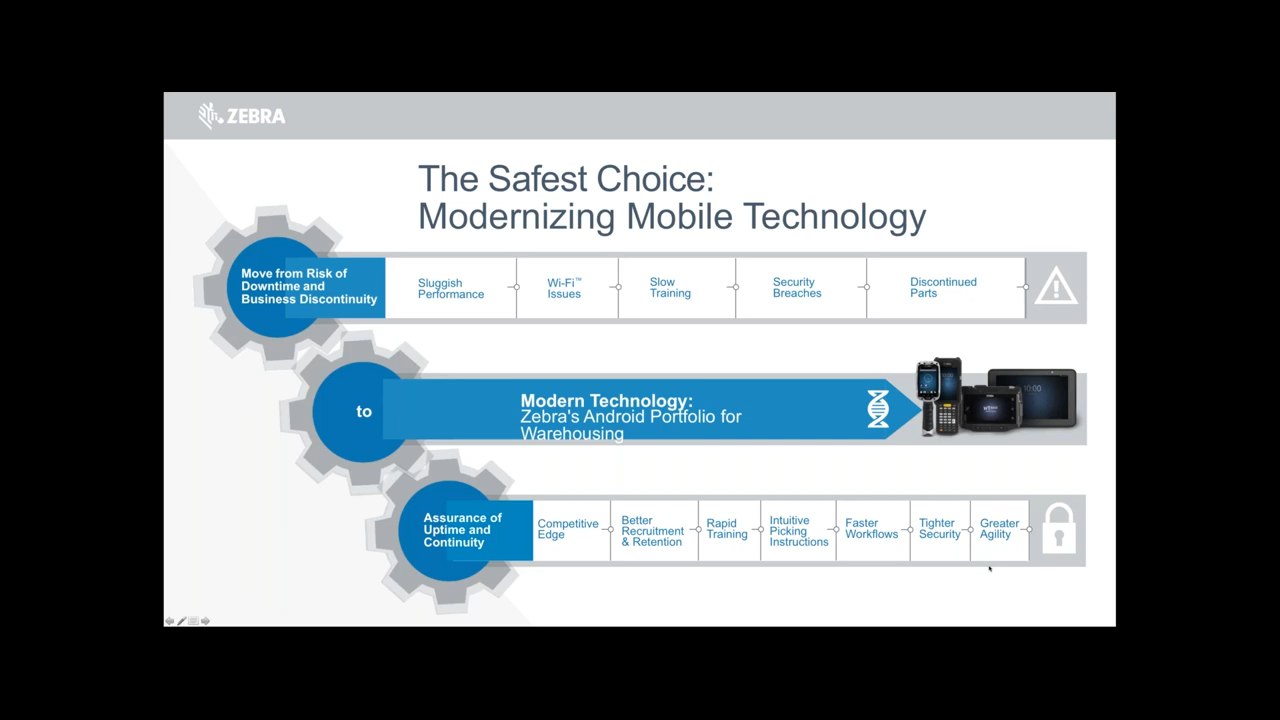 ZEBRA
The Safest Choice:
Modernizing Mobile Technology
Move from Risk of
Downtime and
Business Discontinuity
Sluggish
Performance
Wi-Fi™
Issues
Slow
Training
Security
Breaches
Discontinued
Parts
to
Modern Technology:
Zebra's Android Portfolio for
Warehousing
Assurance of
Uptime and
Continuity
Competitive
Edge
Better
Recruitment
& Retention
Rapid
Training
Intuitive
Picking
Instructions
Faster
Workflows
Tighter
Security
Greater
Agility